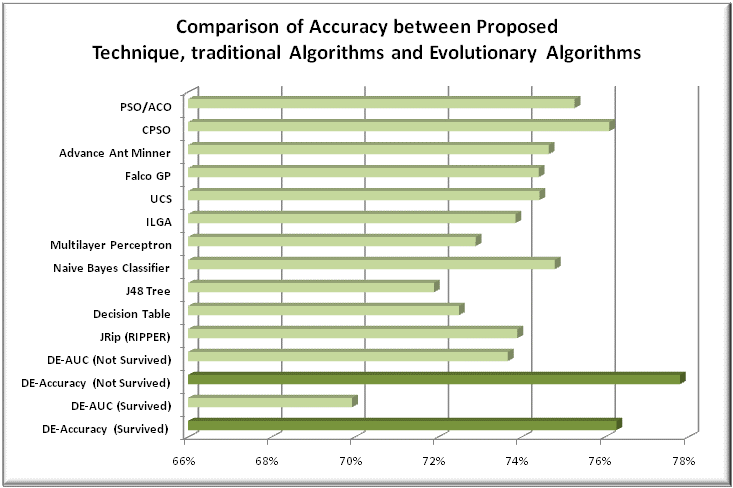 Comparison of Accuracy between Proposed
Technique, traditional Algorithms and Evolutionary Algorithms
PSO/ACO
CPSO
Advance Ant Minner
Falco GP
UCS
ILGA
Multilayer Perceptron
Naive Bayes Classifier
J48 Tree
Decision Table
JRip (RIPPER)
DE-AUC (Not Survived)
DE-Accuracy (Not Survived)
DE-AUC (Survived)
DE-Accuracy (Survived)
66% 68% 70% 72% 74% 76% 78%